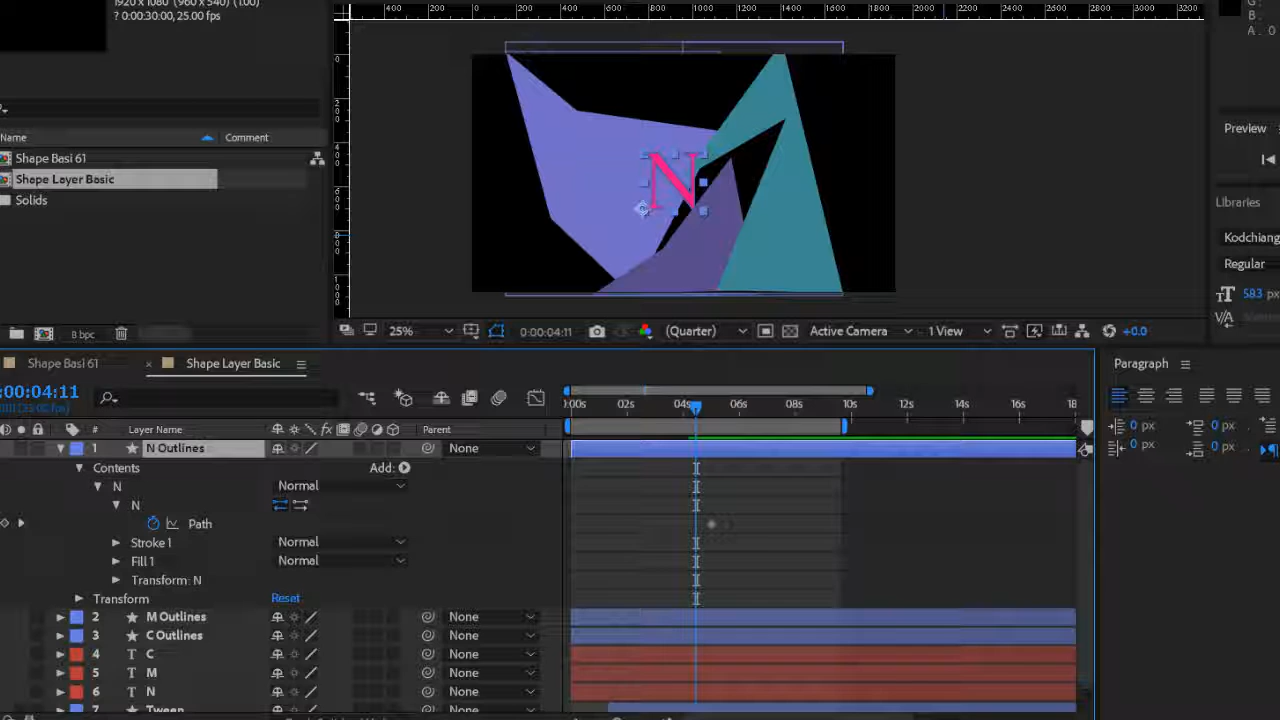 1920 x 1080 (960 x 540) (1.00)
? 0:00:30:00, 25.00 fps
Name Comment
Shape Basi 61
Shape Layer Basic
Solids
8 bpc
400 200 0 200 400 600 800 1000 1200 1400 1600 1800 2000 2200 2400 2600 2800 3000 3200
N
25% 0:00:04:11 (Quarter) Active Camera 1 View +0.0
G:
B:
A: 0
Preview
Libraries
Kodchiang
Regular
583 px
Shape Basi 61 × Shape Layer Basic
:00:04:11
# Layer Name Parent
0:00s 02s 04s 06s 08s 10s 12s 14s 16s 18
1 N Outlines None
Contents Add:
N Normal
N
Path
Stroke 1 Normal
Fill 1 Normal
Transform: N
Transform Reset
2 M Outlines None
3 C Outlines None
4 T C None
5 T M None
6 T N None
7 Tween
Paragraph
0 px 0 px
0 px 0 px